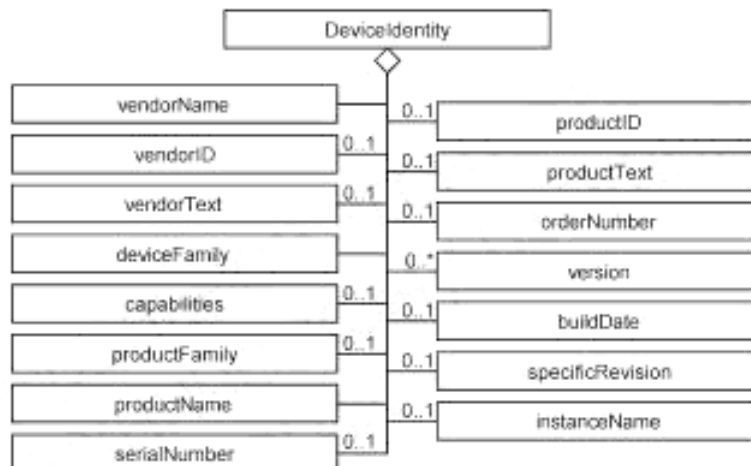 DeviceIdentity
vendorName
0..1
vendorID
0..1
vendorText
deviceFamily
0..1
capabilities
0..1
productFamily
productName
0..1
serialNumber
0..1
productID
0..1
productText
0..1
orderNumber
0..*
version
0..1
buildDate
0..1
specificRevision
0..1
instanceName